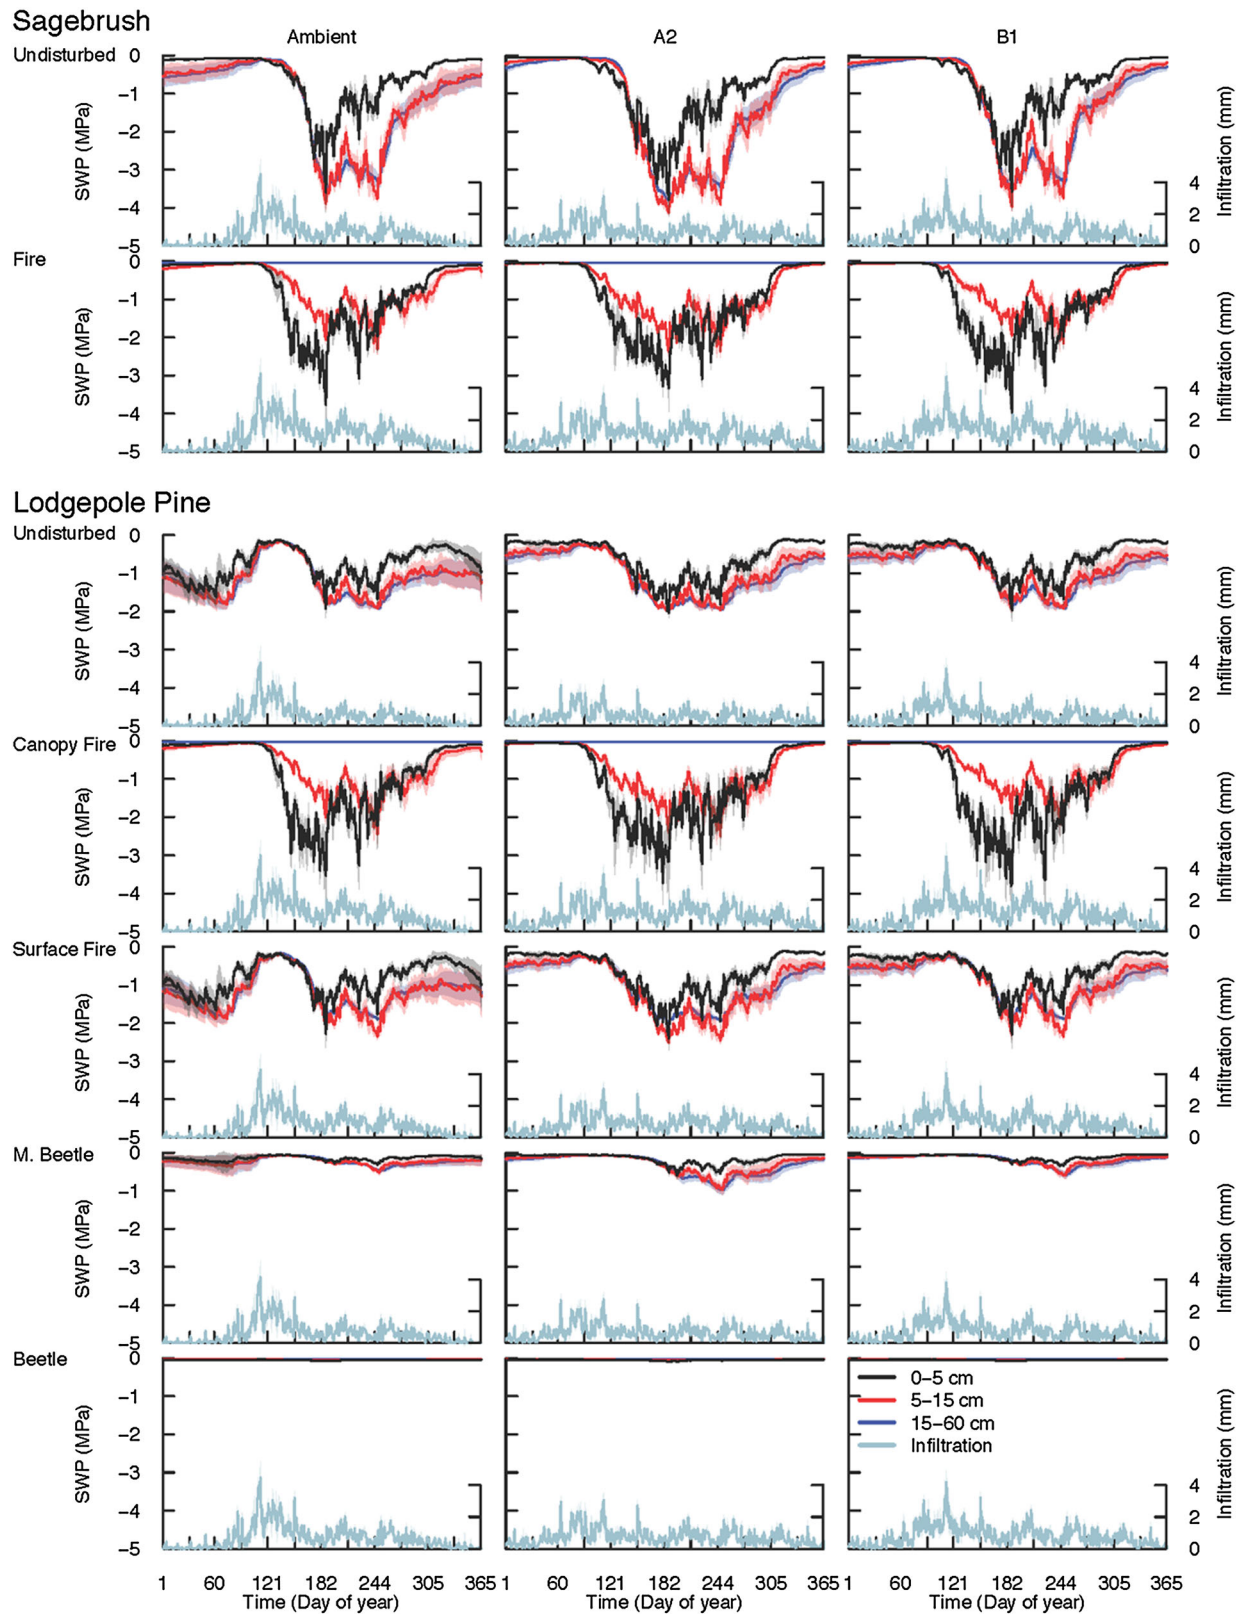 Sagebrush
Ambient A2 B1
Undisturbed
0
−1
−2
−3
−4
−5
SWP (MPa)
4
2
0
Infiltration (mm)
Fire
0
−1
−2
−3
−4
−5
SWP (MPa)
4
2
0
Infiltration (mm)
Lodgepole Pine
Undisturbed
0
−1
−2
−3
−4
−5
SWP (MPa)
4
2
0
Infiltration (mm)
Canopy Fire
0
−1
−2
−3
−4
−5
SWP (MPa)
4
2
0
Infiltration (mm)
Surface Fire
0
−1
−2
−3
−4
−5
SWP (MPa)
4
2
0
Infiltration (mm)
M. Beetle
0
−1
−2
−3
−4
−5
SWP (MPa)
4
2
0
Infiltration (mm)
Beetle
0
−1
−2
−3
−4
−5
SWP (MPa)
0−5 cm
5−15 cm
15−60 cm
Infiltration
4
2
0
Infiltration (mm)
1 60 121 182 244 305 365 1 60 121 182 244 305 365 1 60 121 182 244 305 365
Time (Day of year) Time (Day of year) Time (Day of year)